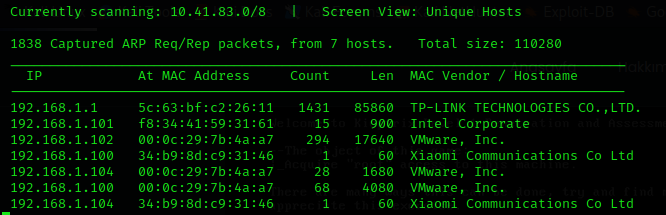 Currently scanning: 10.41.83.0/8 | Screen View: Unique Hosts
1838 Captured ARP Req/Rep packets, from 7 hosts. Total size: 110280
IP At MAC Address Count Len MAC Vendor / Hostname
192.168.1.1 5c:63:bf:c2:26:11 1431 85860 TP-LINK TECHNOLOGIES CO.,LTD.
192.168.1.101 f8:34:41:59:31:61 15 900 Intel Corporate
192.168.1.102 00:0c:29:7b:4a:a7 294 17640 VMware, Inc.
192.168.1.100 34:b9:8d:c9:31:46 1 60 Xiaomi Communications Co Ltd
192.168.1.104 00:0c:29:7b:4a:a7 28 1680 VMware, Inc.
192.168.1.100 00:0c:29:7b:4a:a7 68 4080 VMware, Inc.
192.168.1.104 34:b9:8d:c9:31:46 1 60 Xiaomi Communications Co Ltd